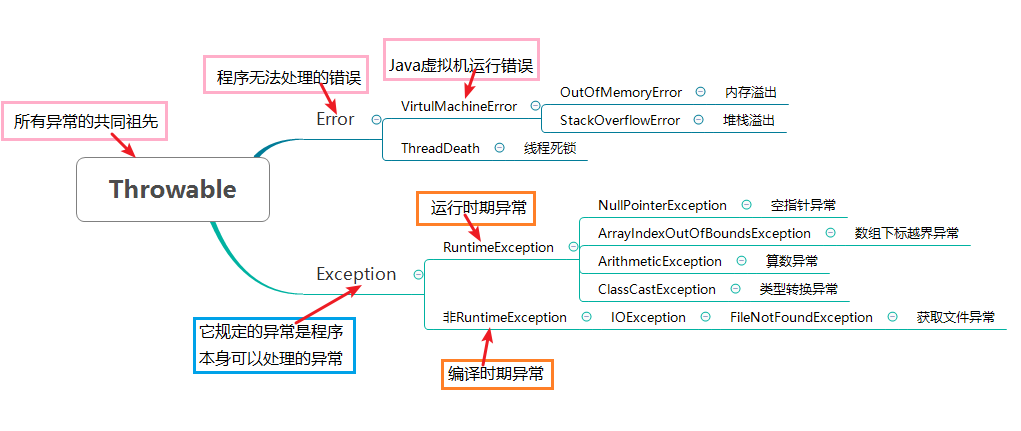 Java虚拟机运行错误
程序无法处理的错误
OutOfMemoryError 内存溢出
VirtulMachineError
所有异常的共同祖先
Error
StackOverflowError 堆栈溢出
ThreadDeath 线程死锁
Throwable
运行时期异常
NullPointerException 空指针异常
ArrayIndexOutOfBoundsException 数组下标越界异常
RuntimeException
ArithmeticException 算数异常
Exception
ClassCastException 类型转换异常
非RuntimeException IOException FileNotFoundException 获取文件异常
它规定的异常是程序
本身可以处理的异常
编译时期异常